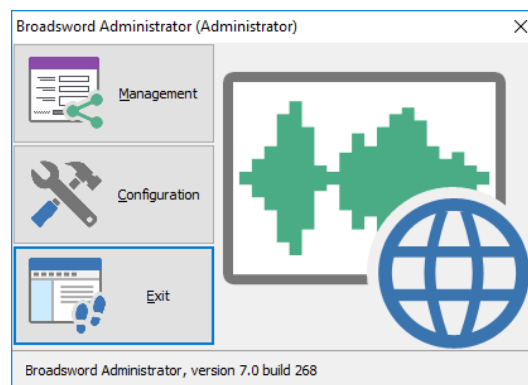 Broadsword Administrator (Administrator)
Management
Configuration
Exit
Broadsword Administrator, version 7.0 build 268